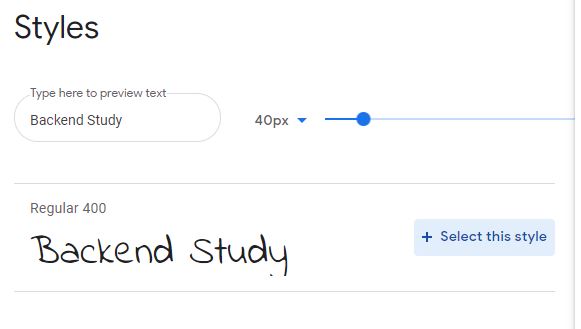 Styles
Type here to preview text
Backend Study
40px
Regular 400
Backend Study
+ Select this style